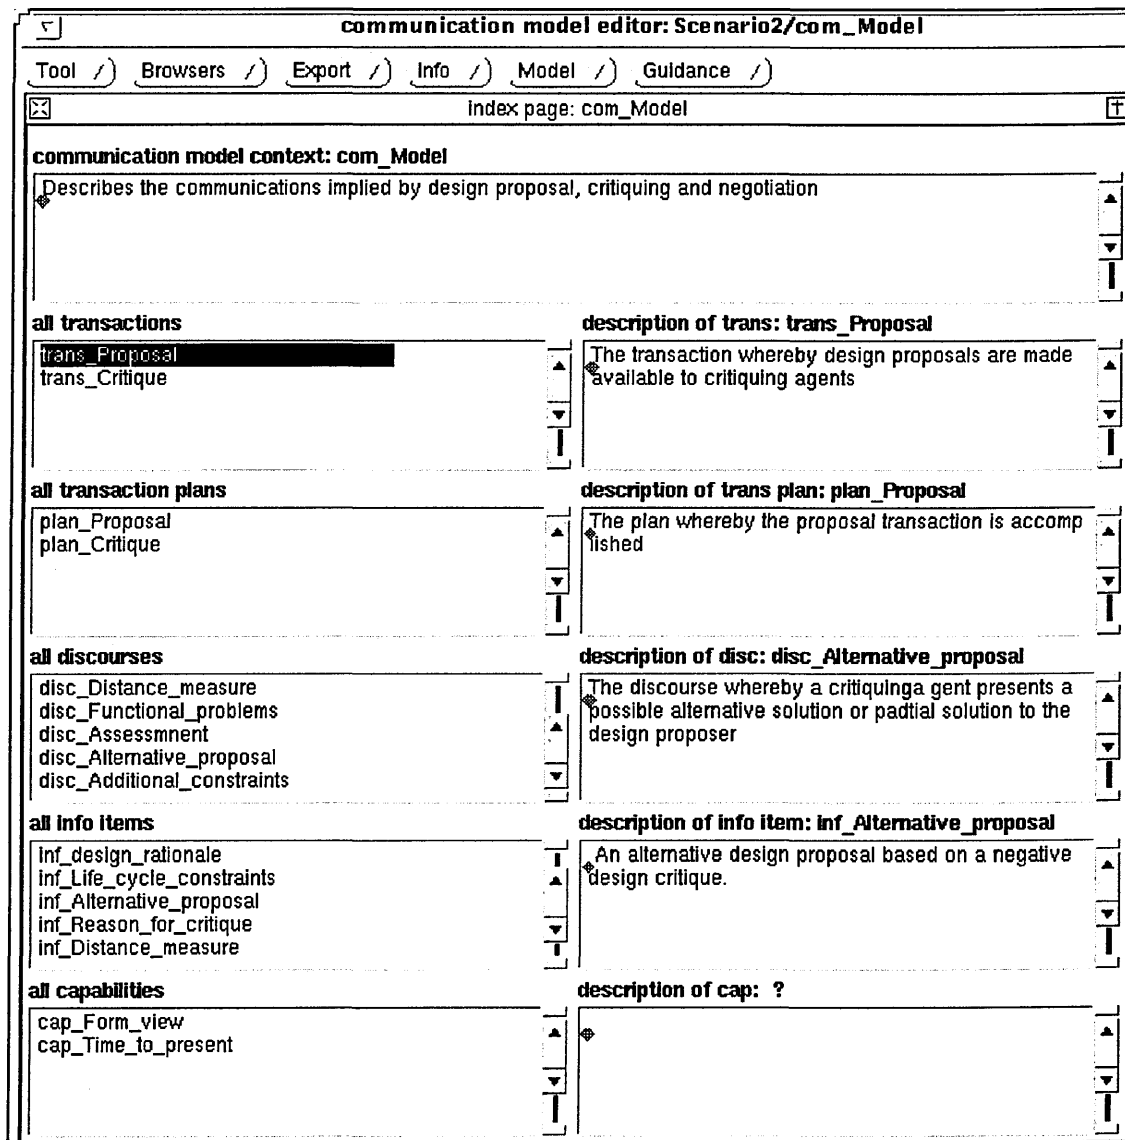 communication model editor: Scenario2/com_Model
Tool Browsers Export Info Model Guidance
index page: com_Model
communication model context: com_Model
Describes the communications implied by design proposal, critiquing and negotiation
all transactions
trans_Proposal
trans_Critique
description of trans: trans_Proposal
The transaction whereby design proposals are made
available to critiquing agents
all transaction plans
plan_Proposal
plan_Critique
description of trans plan: plan_Proposal
The plan whereby the proposal transaction is accomp
lished
all discourses
disc_Distance_measure
disc_Functional_problems
disc_Assessmnent
disc_Alternative_proposal
disc_Additional_constraints
description of disc: disc_Alternative_proposal
The discourse whereby a critiquinga gent presents a
possible alternative solution or padtial solution to the
design proposer
all info items
inf_design_rationale
inf_Life_cycle_constraints
inf_Alternative_proposal
inf_Reason_for_critique
inf_Distance_measure
description of info item: inf_Alternative_proposal
An alternative design proposal based on a negative
design critique.
all capabilities
cap_Form_view
cap_Time_to_present
description of cap: ?